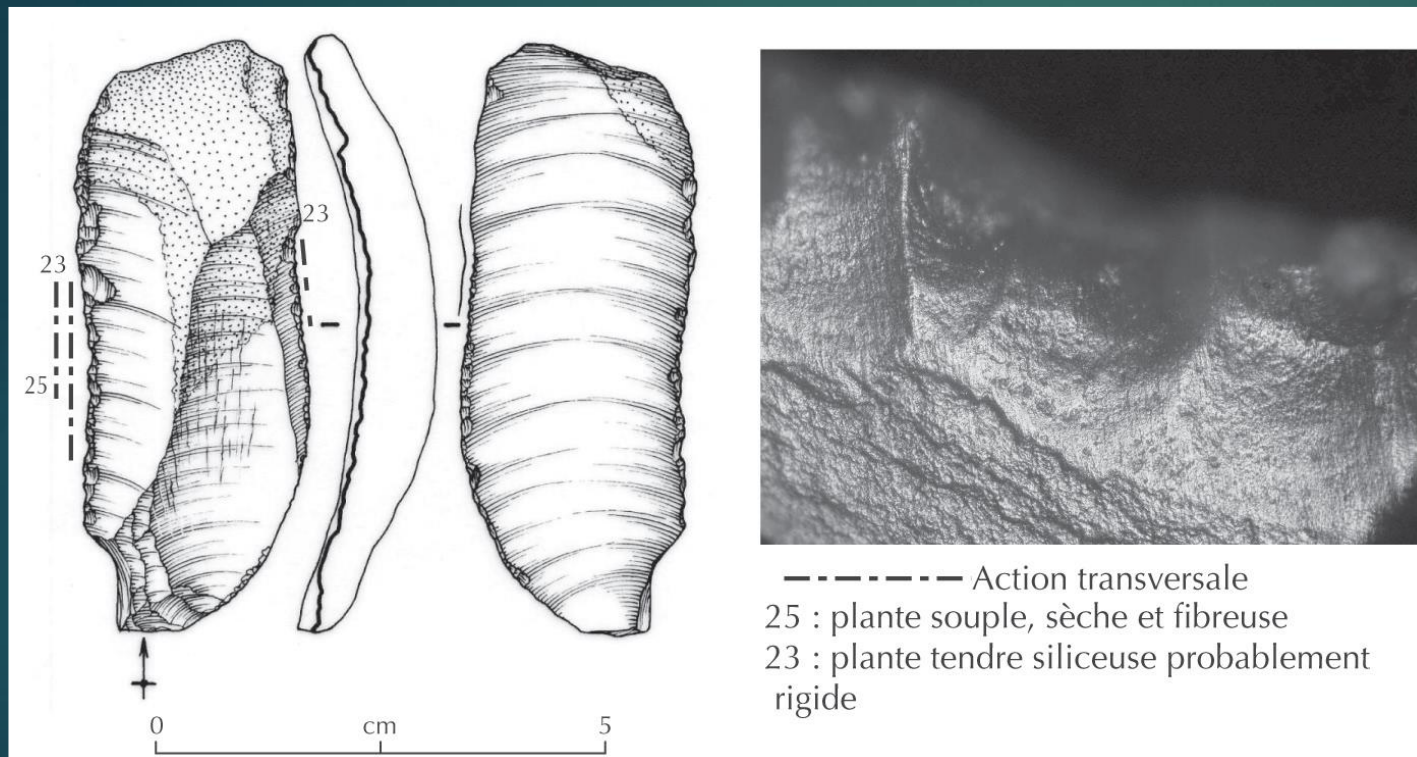 23
23
25
0 cm 5
Action transversale
25 : plante souple, sèche et fibreuse
23 : plante tendre siliceuse probablement
rigide